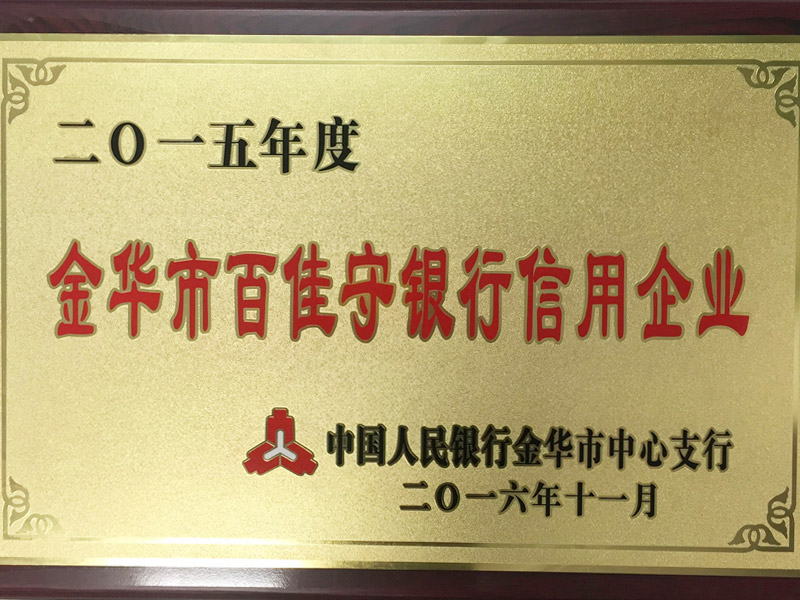 二〇一五年度
金华市百佳守银行信用企业
中国人民银行金华市中心支行
二〇一六年十一月